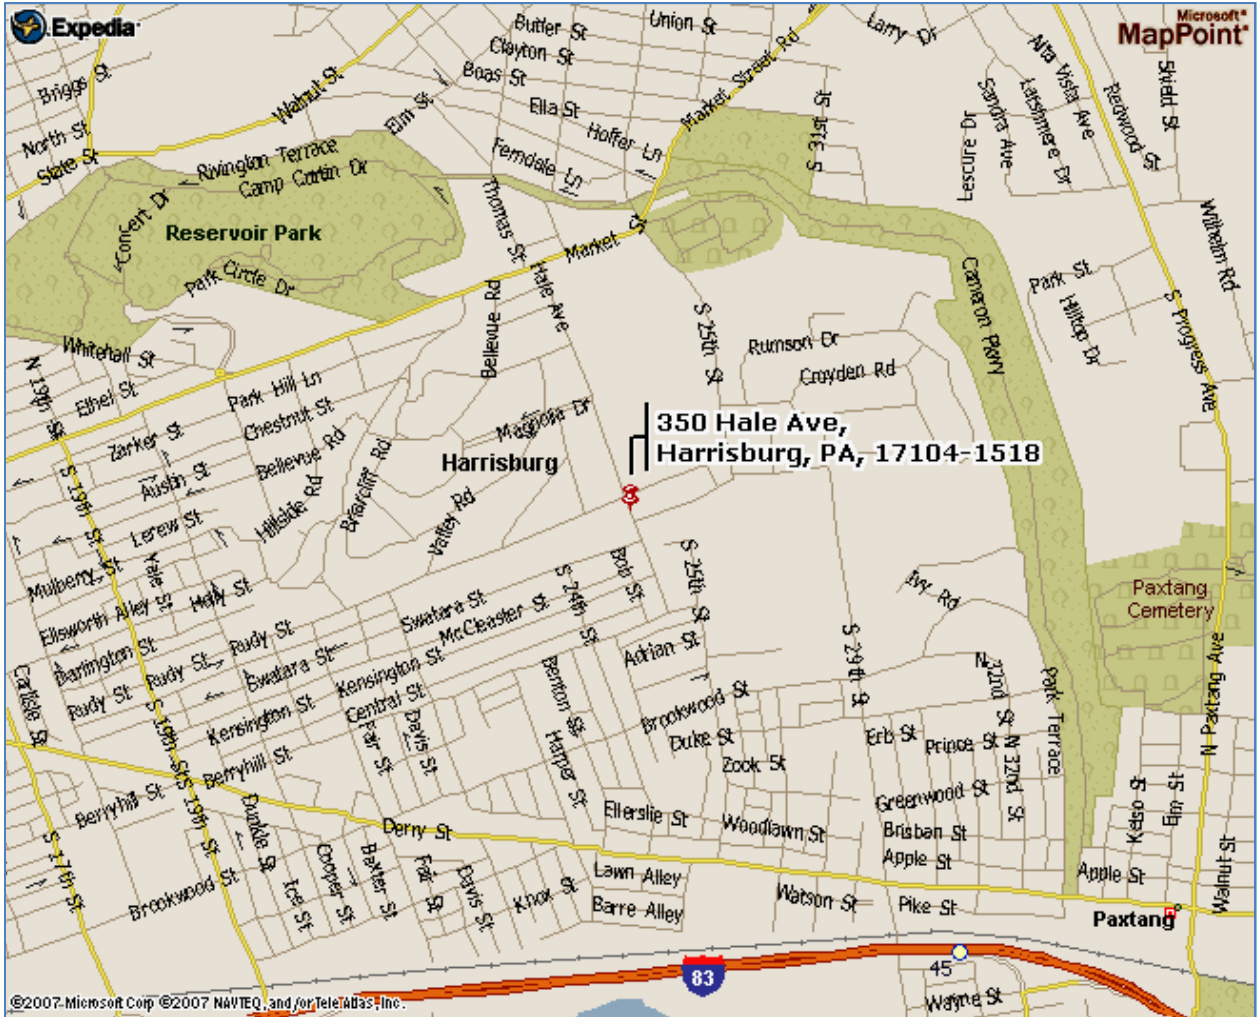 Expedia
Microsoft®
MapPoint®
Butler St
Union St
Larry Dr
Clayton St
Market Street Rd
Alta Vista Ave
Shield St
Boas St
Briggs St
Walnut St
Sandra Ave
Larshmere Dr
Redwood St
Ella St
Elm St
S 31st St
North St
Hoffer Ln
Lescure Dr
State St
Rivington Terrace
Ferndale Ln
Camp Curtin Dr
Thomas St
Concert Dr
Reservoir Park
Market St
Wilhelm Rd
Park Circle Dr
Hale Ave
Cameron Pkwy
Park St
Hilltop Dr
Bellevue Rd
S 25th St
S Progress Ave
Whitehall St
Rumson Dr
N 19th St
Ethel St
Park Hill Ln
Croyden Rd
Chestnut St
Magnolia Dr
350 Hale Ave,
Harrisburg, PA, 17104-1518
Zarker St
Bellevue Rd
Harrisburg
S 19th St
Austin St
Briarcliff Rd
Hillside Rd
Valley Rd
Lerew St
Mulberry St
Yale St
Holly St
Bob St
S 25th St
S 24th St
Ivy Rd
Paxtang
Cemetery
Ellsworth Alley
Swatara St
McCleaster St
Rudy St
Adrian St
S 29th St
Darlington St
Rudy St
Swatara St
Kensington St
Benton St
N 32nd St
Park Terrace
N Paxtang Ave
Carlisle St
Rudy St
Central St
Brookwood St
S 19th St
Kensington St
Fair St
Davis St
Harper St
Duke St
Erb St
Prince St
N 32nd St
Berryhill St
Zook St
Berryhill St
S 19th St
Greenwood St
Kelso St
Elm St
Dunkle St
Derry St
Ellerslie St
Woodlawn St
Brisban St
S 17th St
Cooper St
Baxter St
Fair St
Davis St
Apple St
Apple St
Walnut St
Brookwood St
Ice St
Knox St
Lawn Alley
Watson St
Pike St
Barre Alley
Paxtang
83
45
Wayne St
©2007 Microsoft Corp ©2007 NAVTEQ, and/or Tele Atlas, Inc.